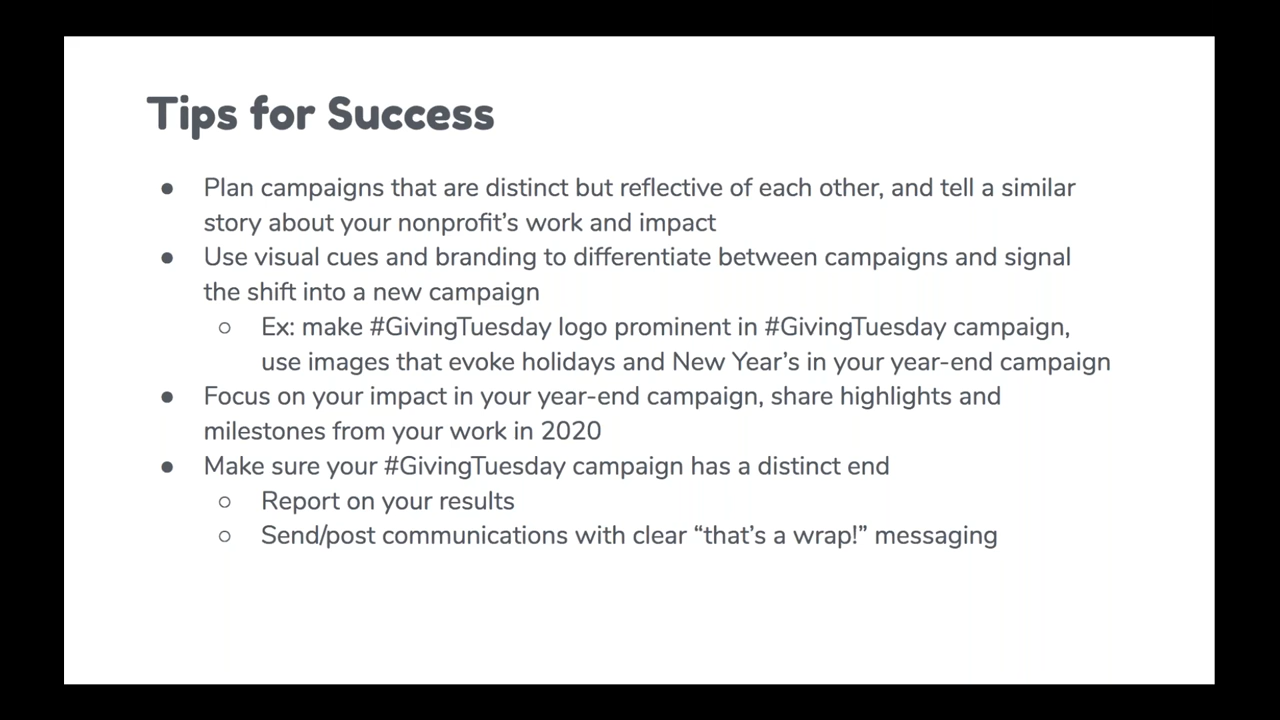 Tips for Success
● Plan campaigns that are distinct but reflective of each other, and tell a similar
story about your nonprofit's work and impact
● Use visual cues and branding to differentiate between campaigns and signal
the shift into a new campaign
○ Ex: make #GivingTuesday logo prominent in #GivingTuesday campaign,
use images that evoke holidays and New Year's in your year-end campaign
● Focus on your impact in your year-end campaign, share highlights and
milestones from your work in 2020
● Make sure your #GivingTuesday campaign has a distinct end
○ Report on your results
○ Send/post communications with clear “that's a wrap!” messaging